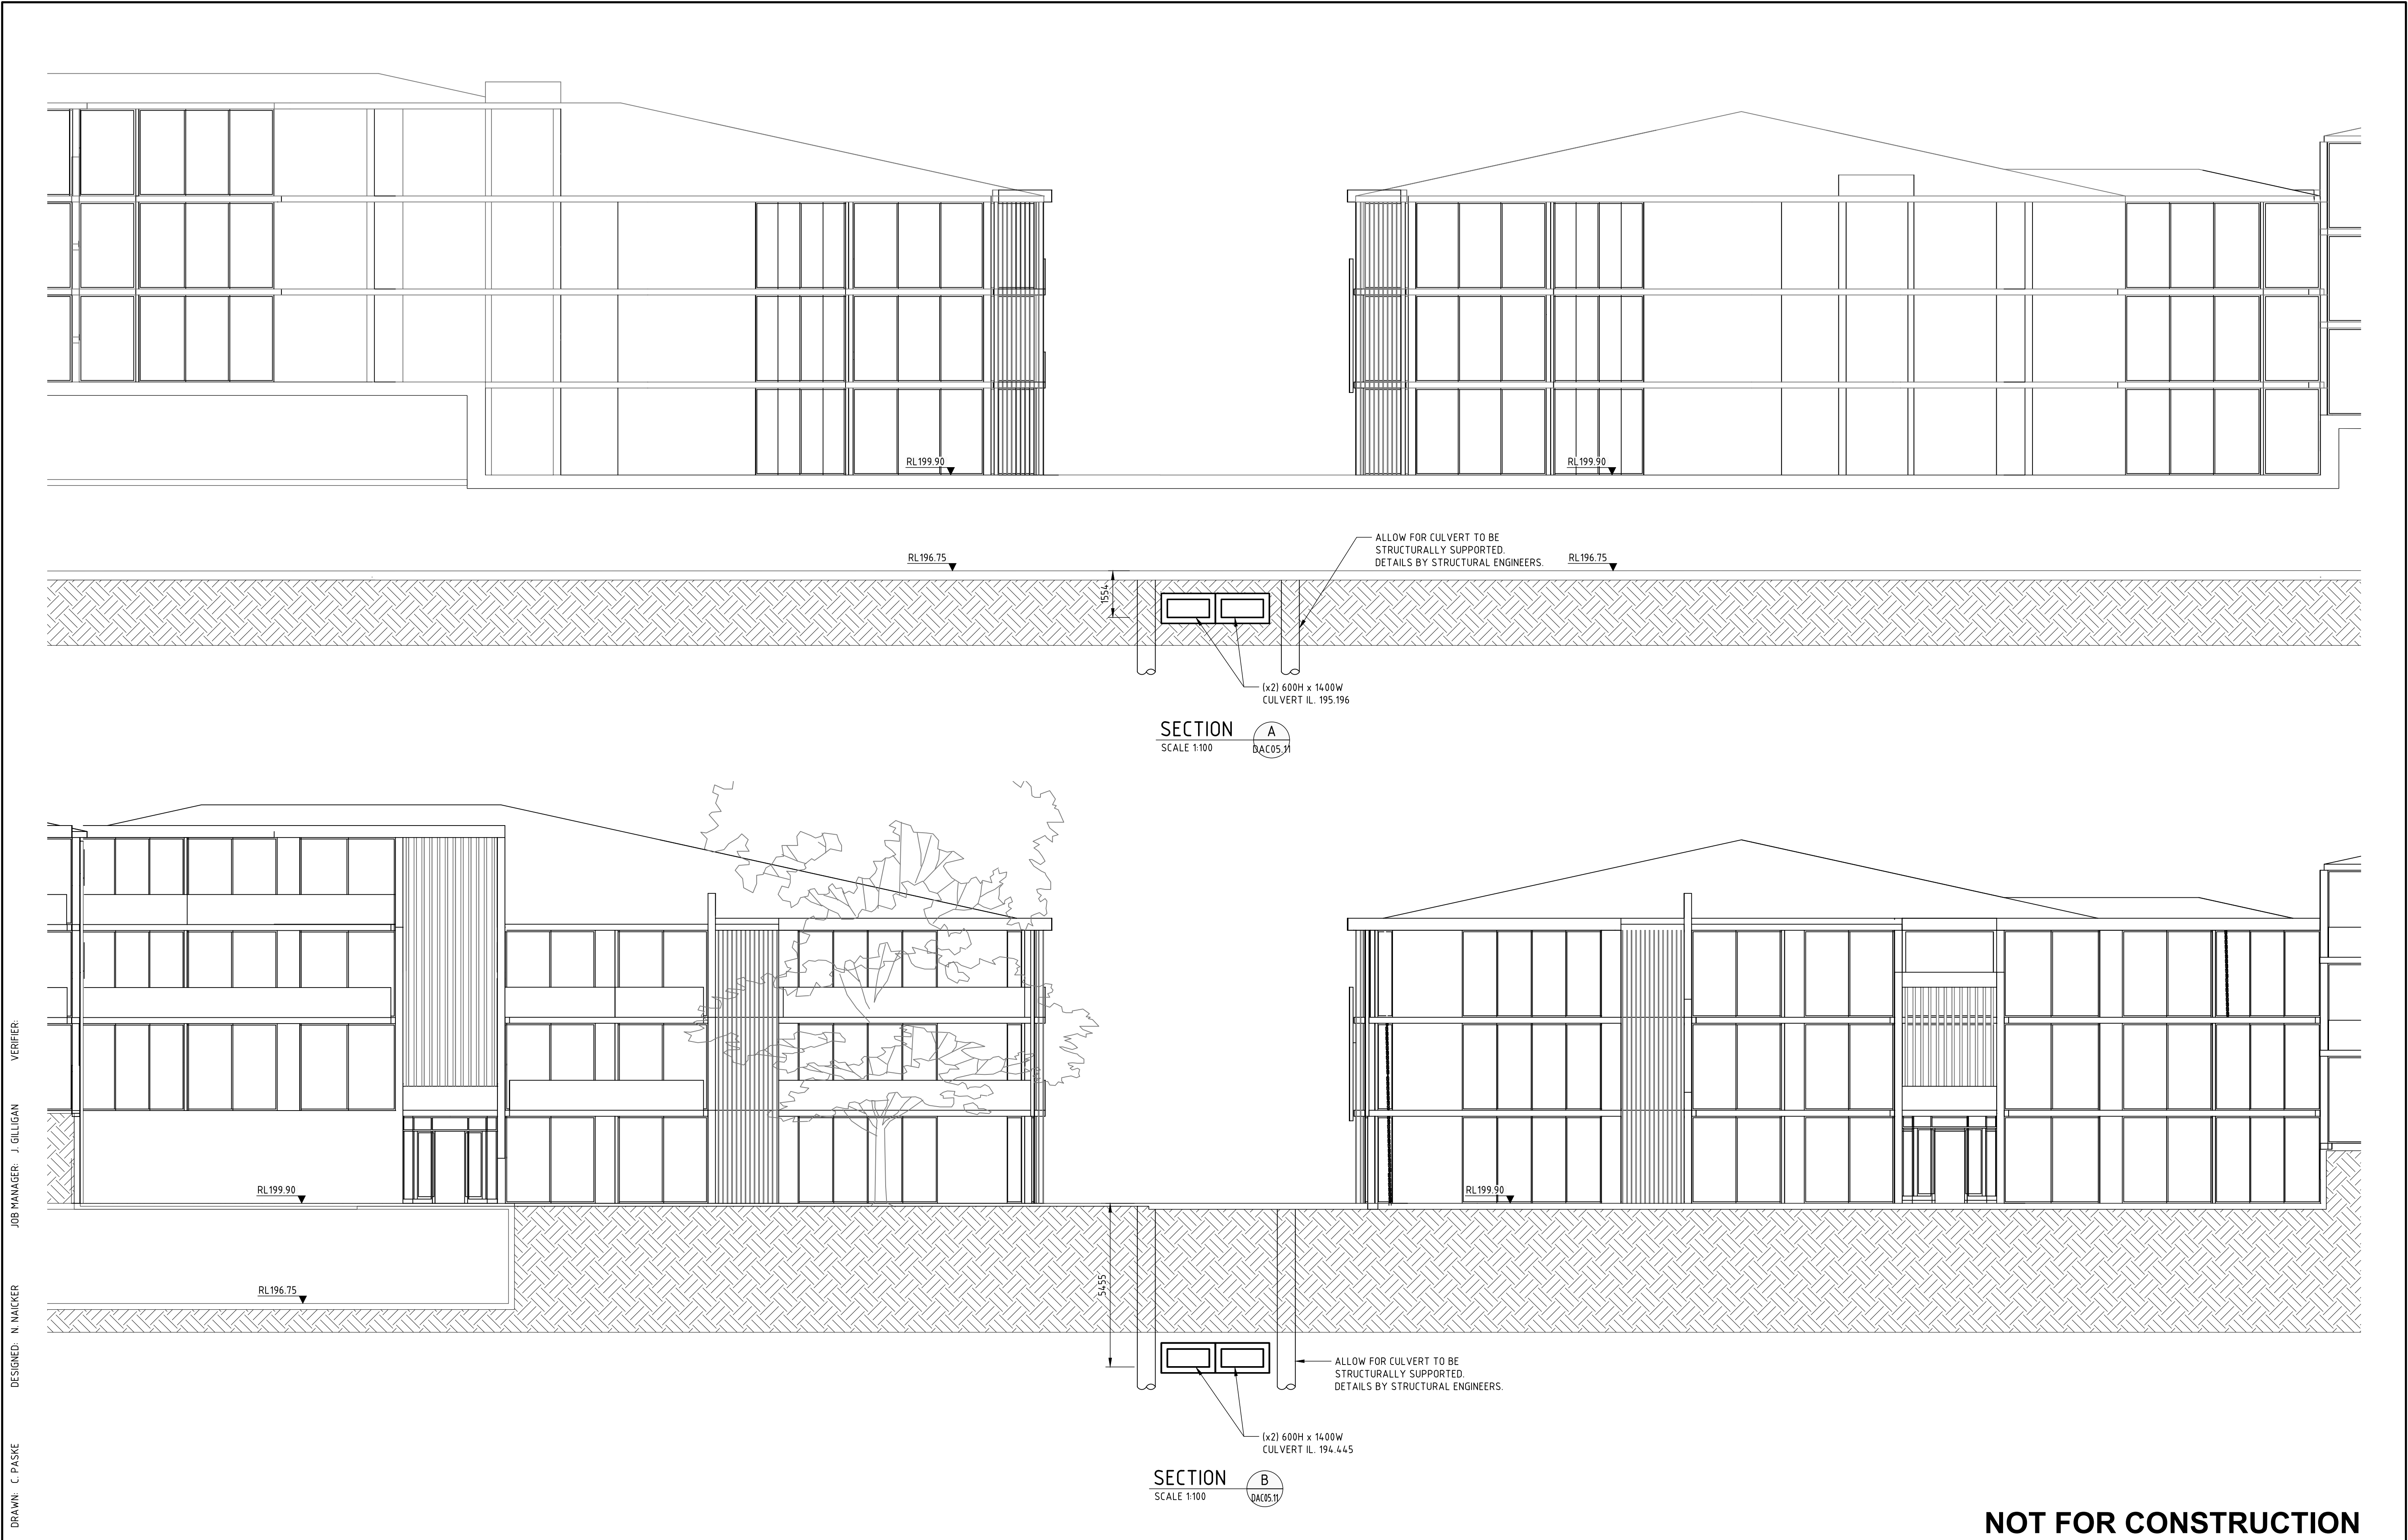 RL199.90
RL199.90
ALLOW FOR CULVERT TO BE
STRUCTURALLY SUPPORTED.
DETAILS BY STRUCTURAL ENGINEERS.
RL196.75
RL196.75
1554
(x2) 600H x 1400W
CULVERT IL. 195.196
SECTION
A
SCALE 1:100
DAC05.11
RL199.90
RL199.90
RL196.75
5455
ALLOW FOR CULVERT TO BE
STRUCTURALLY SUPPORTED.
DETAILS BY STRUCTURAL ENGINEERS.
(x2) 600H x 1400W
CULVERT IL. 194.445
SECTION
B
SCALE 1:100
DAC05.11
DRAWN: C. PASKE
DESIGNED: N. NAICKER
JOB MANAGER: J. GILLIGAN
VERIFIER:
NOT FOR CONSTRUCTION